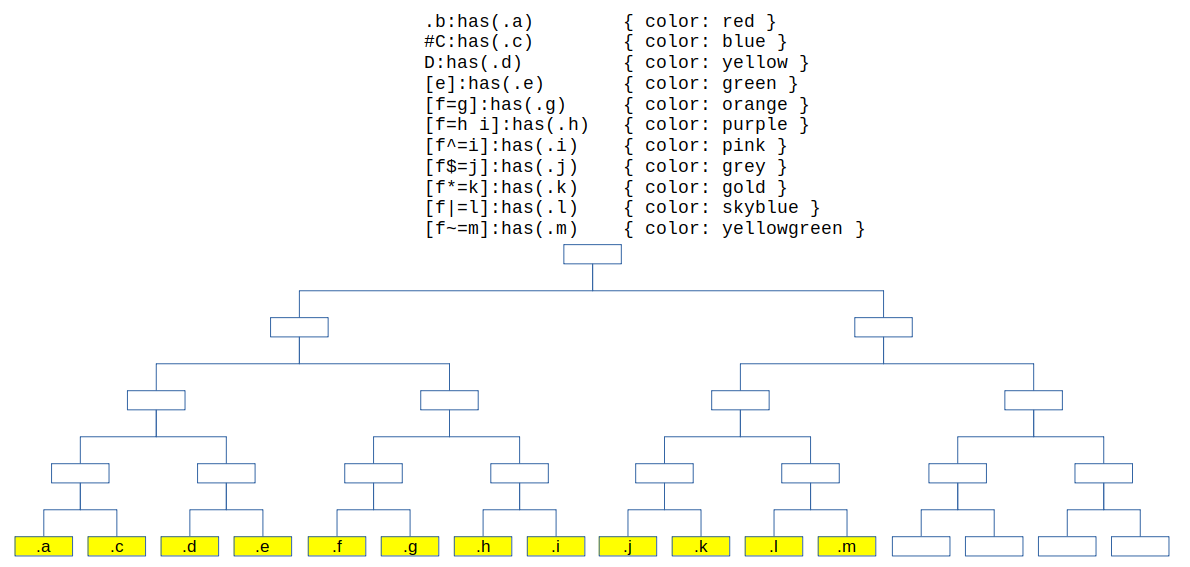 .b:has(.a) { color: red }
#C:has(.c) { color: blue }
D:has(.d) { color: yellow }
[e]:has(.e) { color: green }
[f=g]:has(.g) { color: orange }
[f=h i]:has(.h) { color: purple }
[f^=i]:has(.i) { color: pink }
[f$=j]:has(.j) { color: grey }
[f*=k]:has(.k) { color: gold }
[f|=l]:has(.l) { color: skyblue }
[f~=m]:has(.m) { color: yellowgreen }
.a .c .d .e .f .g .h .i .j .k .l .m